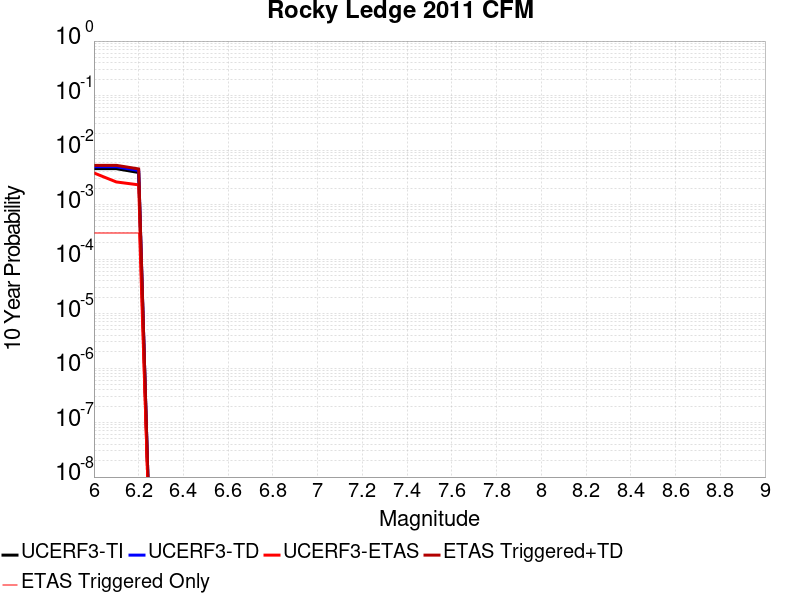 Rocky Ledge 2011 CFM
10 0
10 -1
10 -2
10 -3
10 -4
10 -5
10 -6
10 -7
10 -8
10 Year Probability
6 6.2 6.4 6.6 6.8 7 7.2 7.4 7.6 7.8 8 8.2 8.4 8.6 8.8 9
Magnitude
UCERF3-TI UCERF3-TD UCERF3-ETAS ETAS Triggered+TD
ETAS Triggered Only